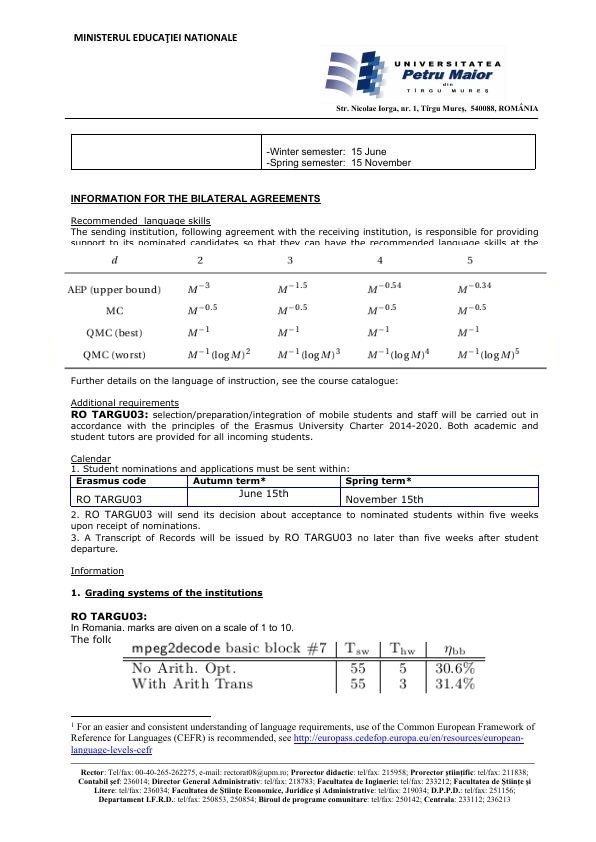 MINISTERUL EDUCAŢIEI NATIONALE
UNIVERSITATEA
Petru Maior
din
TÎRGU MUREŞ
Str. Nicolae Iorga, nr. 1, Tîrgu Mureş, 540088, ROMÂNIA
-Winter semester: 15 June
-Spring semester: 15 November
INFORMATION FOR THE BILATERAL AGREEMENTS
Recommended language skills
The sending institution, following agreement with the receiving institution, is responsible for providing
support to its nominated candidates so that they can have the recommended language skills at the
d 2 3 4 5
AEP (upper bound) M^{-3} M^{-1.5} M^{-0.54} M^{-0.34}
MC M^{-0.5} M^{-0.5} M^{-0.5} M^{-0.5}
QMC (best) M^{-1} M^{-1} M^{-1} M^{-1}
QMC (worst) M^{-1}(log M)^2 M^{-1}(log M)^3 M^{-1}(log M)^4 M^{-1}(log M)^5
Further details on the language of instruction, see the course catalogue:
Additional requirements
RO TARGU03: selection/preparation/integration of mobile students and staff will be carried out in
accordance with the principles of the Erasmus University Charter 2014-2020. Both academic and
student tutors are provided for all incoming students.
Calendar
1. Student nominations and applications must be sent within:
Erasmus code Autumn term* Spring term*
RO TARGU03 June 15th November 15th
2. RO TARGU03 will send its decision about acceptance to nominated students within five weeks
upon receipt of nominations.
3. A Transcript of Records will be issued by RO TARGU03 no later than five weeks after student
departure.
Information
1. Grading systems of the institutions
RO TARGU03:
In Romania, marks are given on a scale of 1 to 10.
The
mpeg2decode basic block #7 T_sw T_hw η_bb
No Arith. Opt. 55 5 30.6%
With Arith Trans 55 3 31.4%
1 For an easier and consistent understanding of language requirements, use of the Common European Framework of
Reference for Languages (CEFR) is recommended, see http://europass.cedefop.europa.eu/en/resources/european-
language-levels-cefr
Rector: Tel/fax: 00-40-265-262275, e-mail: rectorat08@upm.ro; Prorector didactic: tel/fax: 215958; Prorector ştiinţific: tel/fax: 211838;
Contabil şef: 236014; Director General Administrativ: tel/fax: 218783; Facultatea de Inginerie: tel/fax: 233212; Facultatea de Ştiinţe şi
Litere: tel/fax: 236034; Facultatea de Ştiinţe Economice, Juridice şi Administrative: tel/fax: 219034; D.P.P.D.: tel/fax: 251156;
Departament I.F.R.D.: tel/fax: 250853, 250854; Biroul de programe comunitare: tel/fax: 250142; Centrala: 233112; 236213